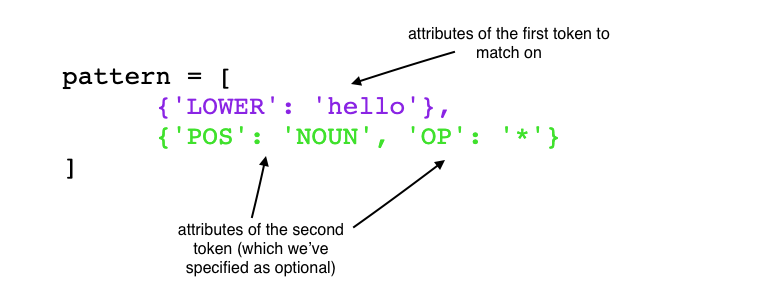 attributes of the first token to
match on
pattern = [
{'LOWER': 'hello'},
{'POS': 'NOUN', 'OP': '*'}
]
attributes of the second
token (which we've
specified as optional)